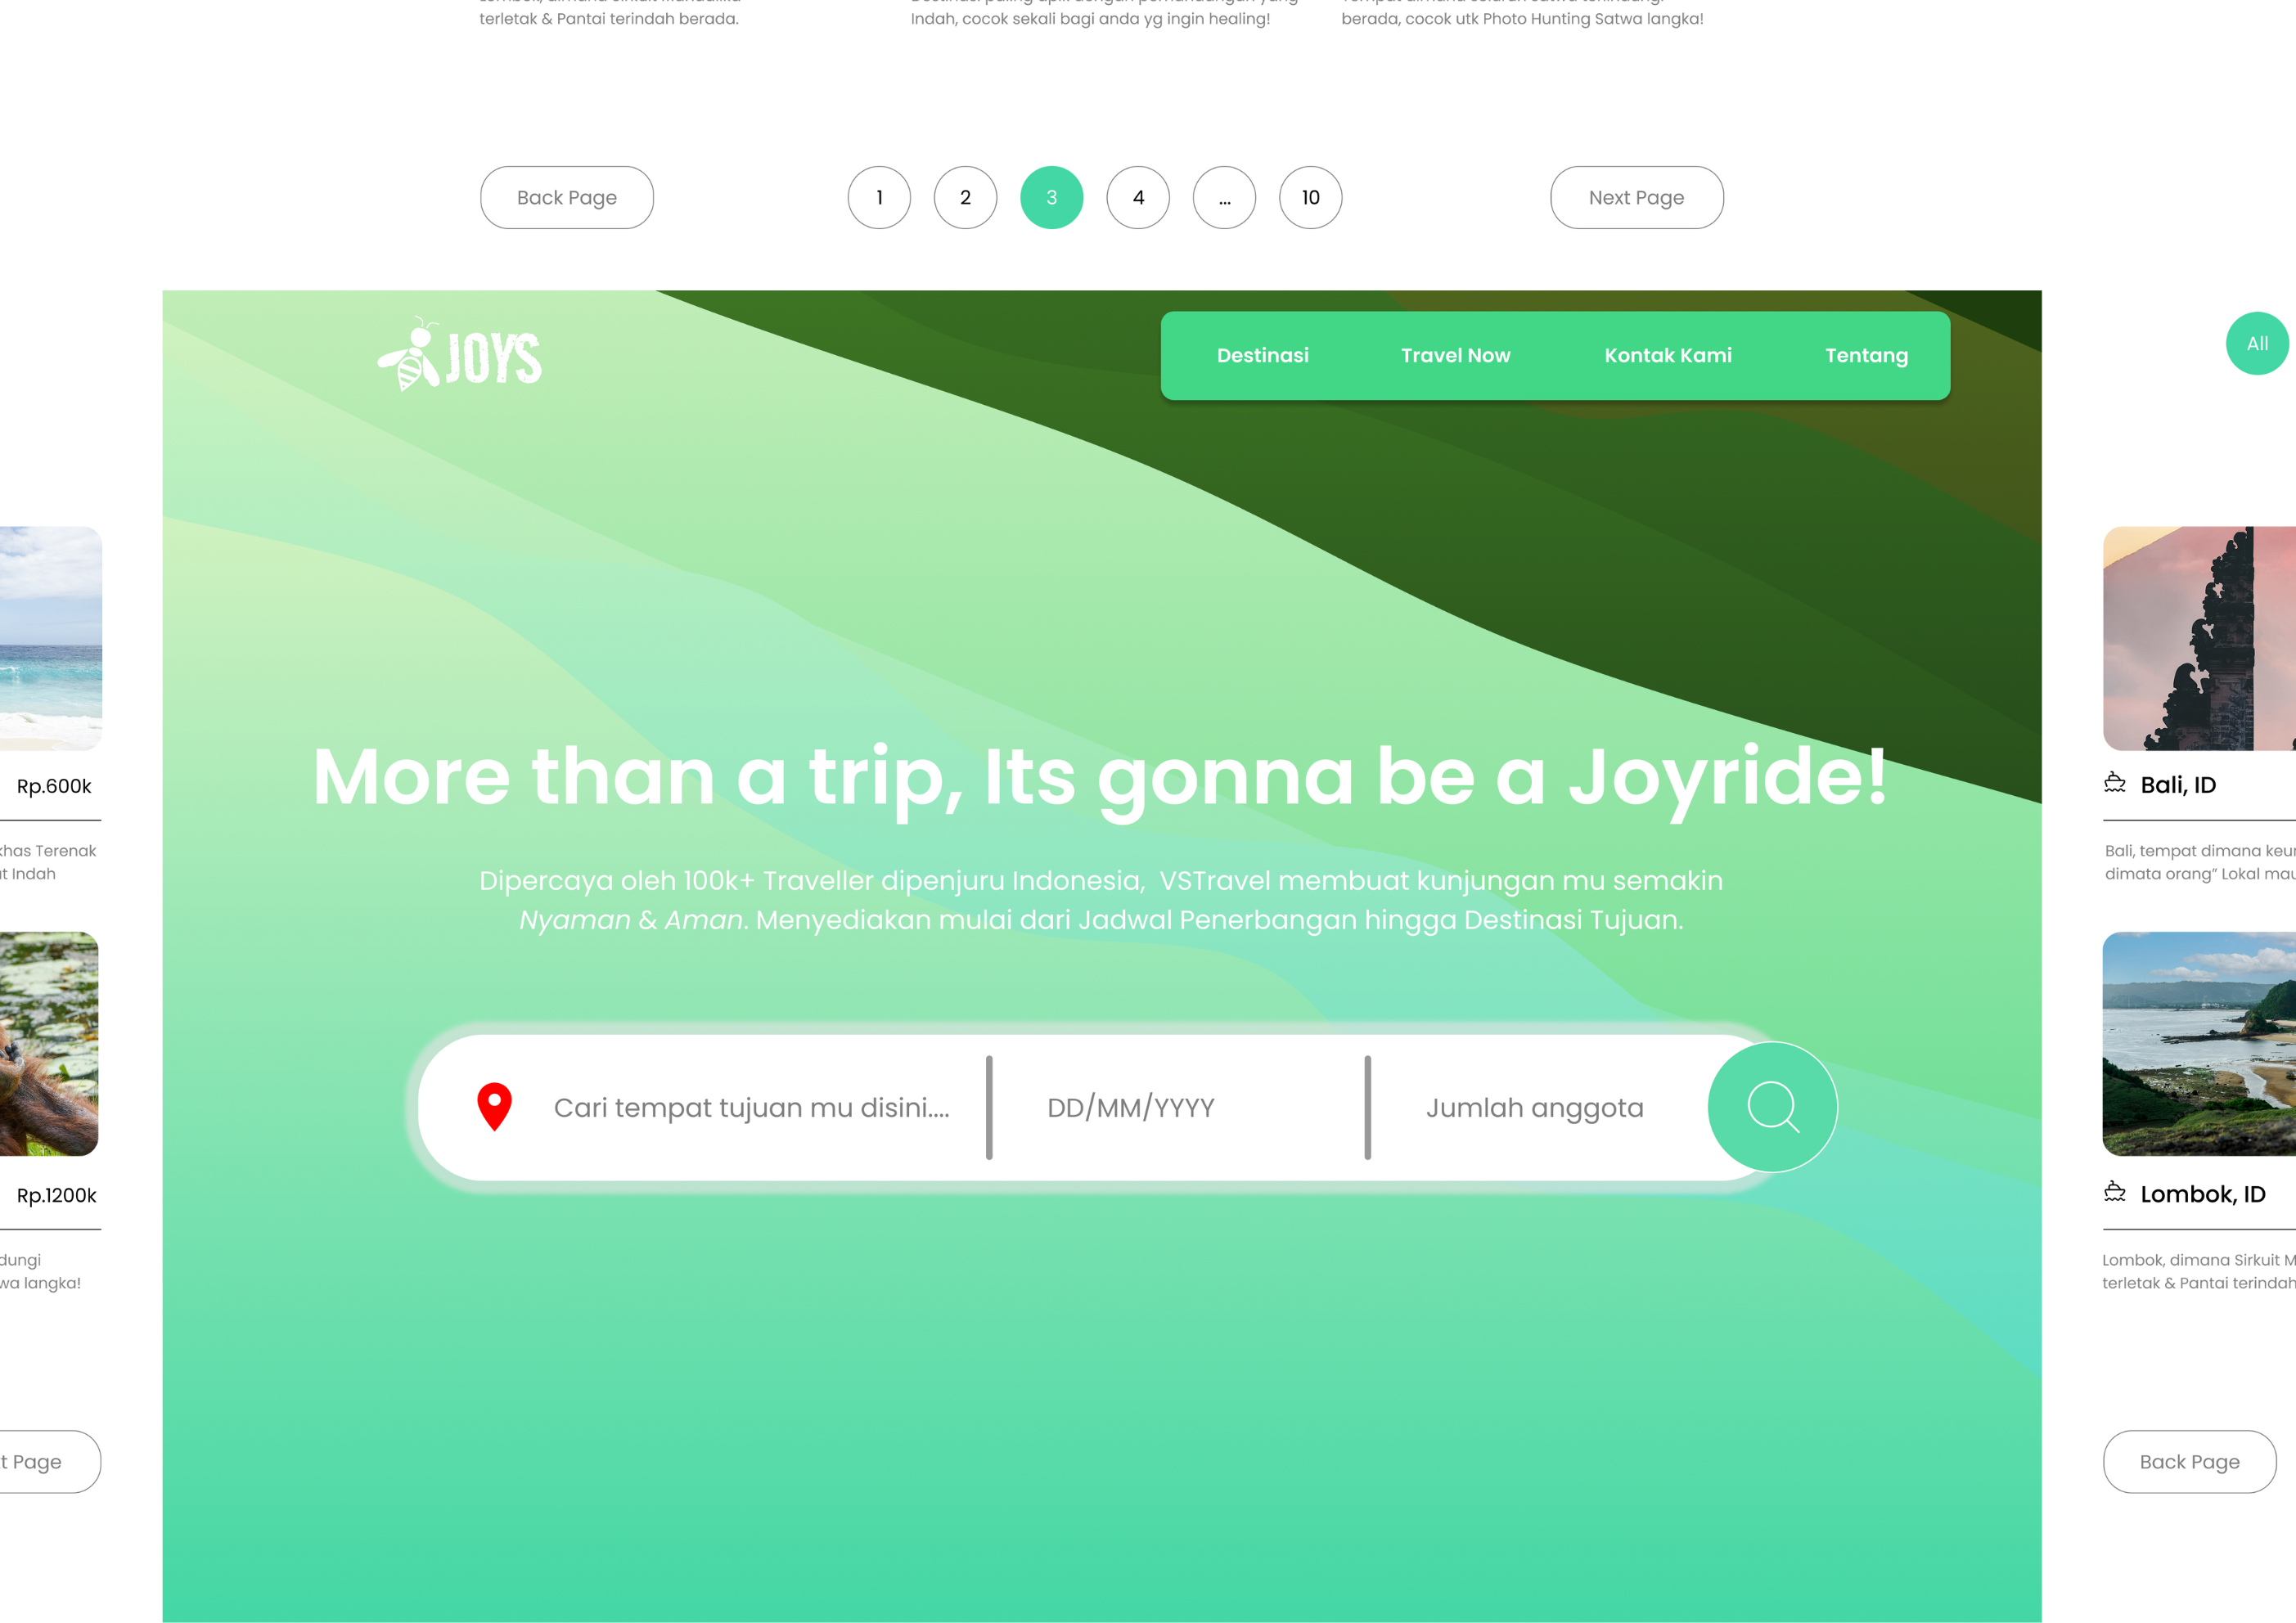 terletak & Pantai terindah berada.
Indah, cocok sekali bagi anda yg ingin healing!
berada, cocok utk Photo Hunting Satwa langka!
Back Page
1
2
3
4
...
10
Next Page
JOYS
Destinasi
Travel Now
Kontak Kami
Tentang
All
More than a trip, Its gonna be a Joyride!
Dipercaya oleh 100k+ Traveller dipenjuru Indonesia, VSTravel membuat kunjungan mu semakin
Nyaman & Aman. Menyediakan mulai dari Jadwal Penerbangan hingga Destinasi Tujuan.
Cari tempat tujuan mu disini....
DD/MM/YYYY
Jumlah anggota
Rp.600k
khas Terenak
Indah
Rp.1200k
langka!
Page
Bali, ID
Bali, tempat dimana
dimata orang” Lokal
Lombok, ID
Lombok, dimana Sirkuit
terletak & Pantai terindah
Back Page